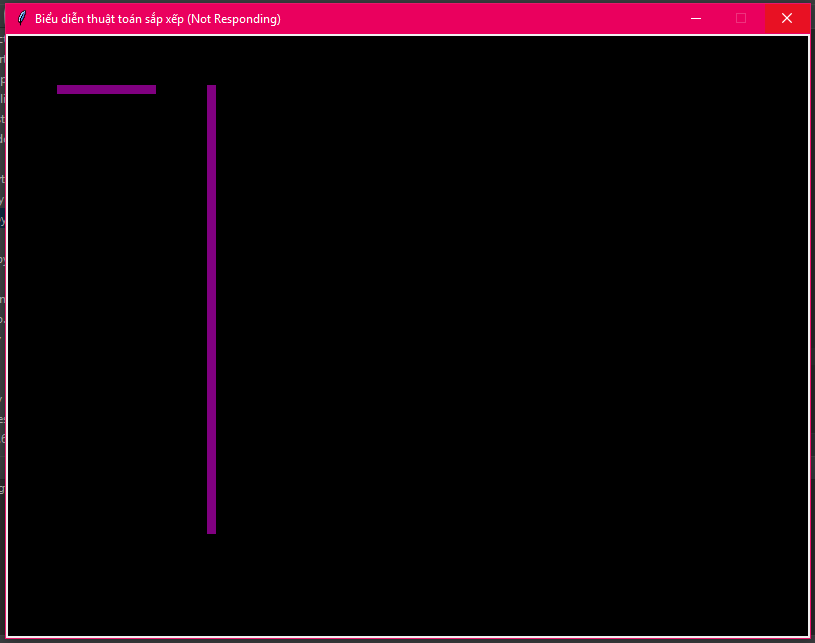 Biểu diễn thuật toán sắp xếp (Not Responding)